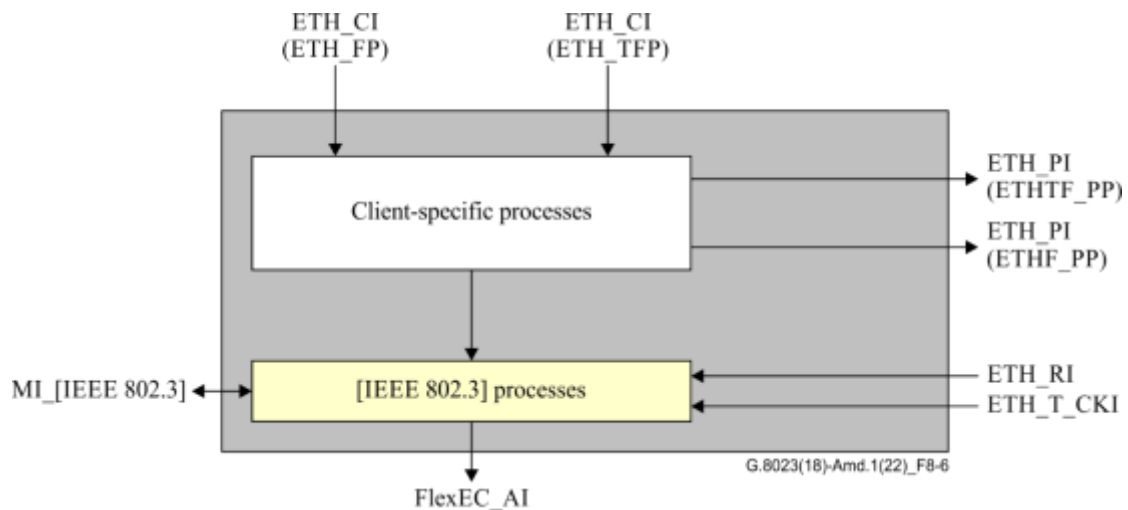 ETH_CI
(ETH_FP)
ETH_CI
(ETH_TFP)
Client-specific processes
ETH_PI
(ETHTF_PP)
ETH_PI
(ETHF_PP)
MI_[IEEE 802.3]
[IEEE 802.3] processes
ETH_RI
ETH_T_CKI
G.8023(18)-Amd.1(22)_F8-6
FlexEC_AI